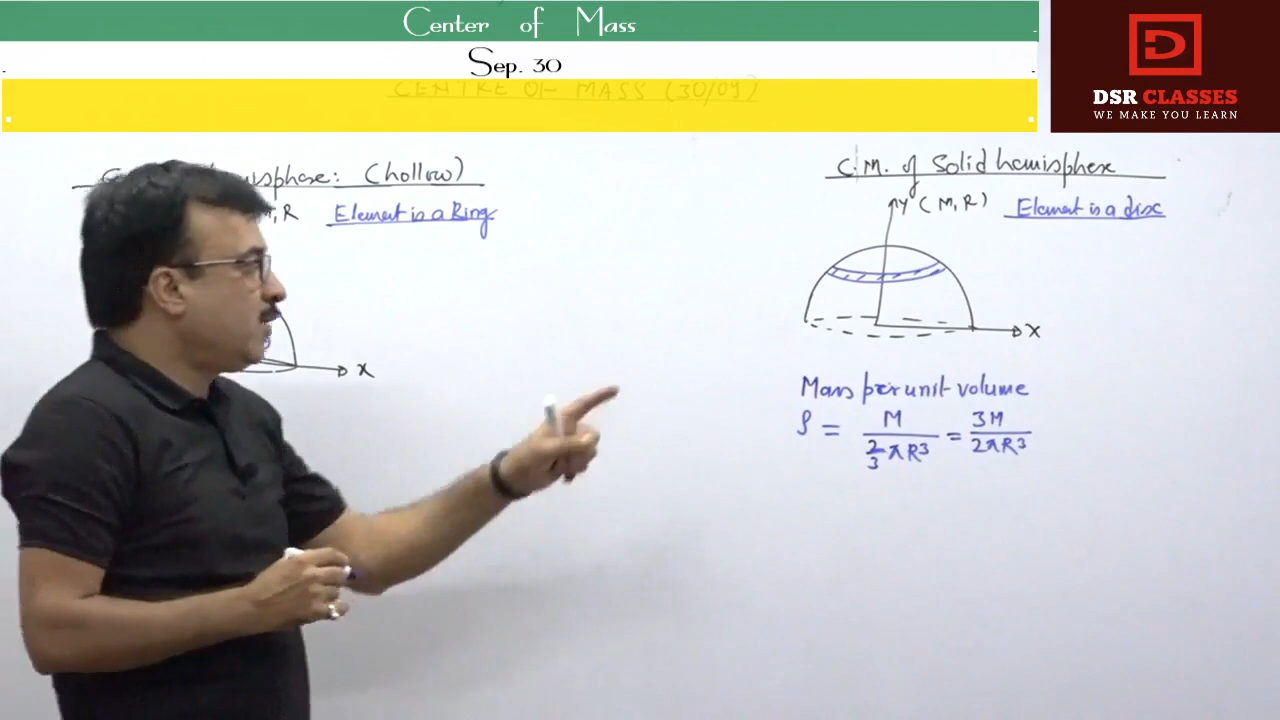 Center of Mass
Sep. 30
CENTRE OF MASS (30/09)
DSR CLASSES
WE MAKE YOU LEARN
(hollow)
M, R Element is a Ring
X
C.M. of Solid hemisphere
Y (M, R) Element is a disc
X
Mass per unit volume
ρ = M / (2/3 πR³) = 3M / 2πR³